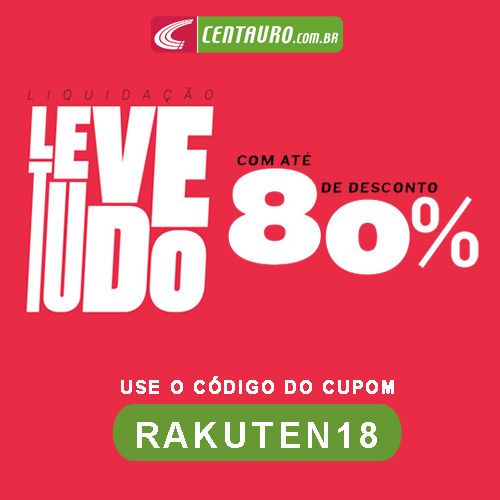 CENTAURO.com.br
LIQUIDAÇÃO
LEVE
TUDO
COM ATÉ
80%
DE DESCONTO
USE O CÓDIGO DO CUPOM
RAKUTEN18